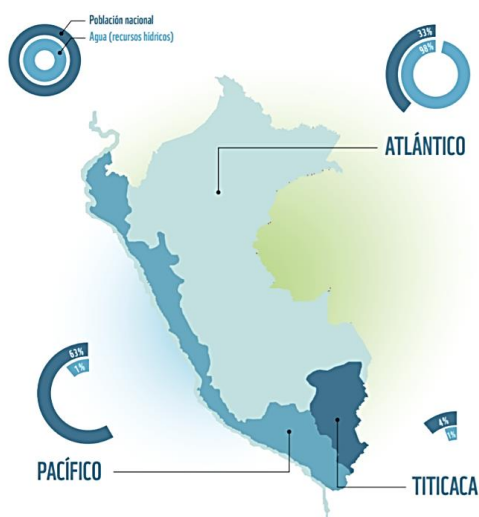 Población nacional
Agua (recursos hídricos)
33%
98%
ATLÁNTICO
63%
1%
PACÍFICO
4%
1%
TITICACA